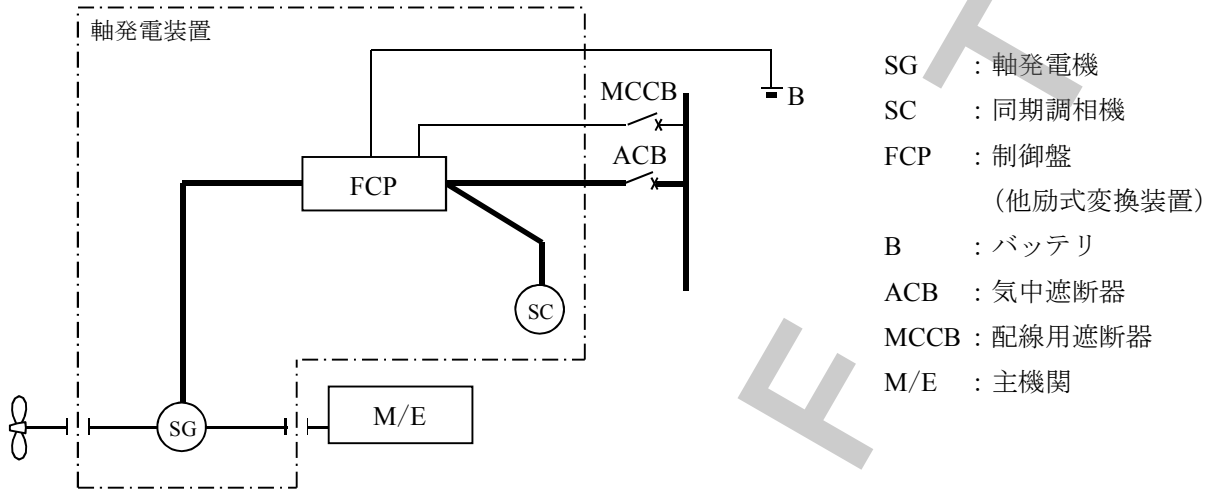 軸発電装置
MCCB
B
ACB
FCP
SC
SG
M/E
SG : 軸発電機
SC : 同期調相機
FCP : 制御盤
(他励式変換装置)
B : バッテリ
ACB : 気中遮断器
MCCB : 配線用遮断器
M/E : 主機関
T
F